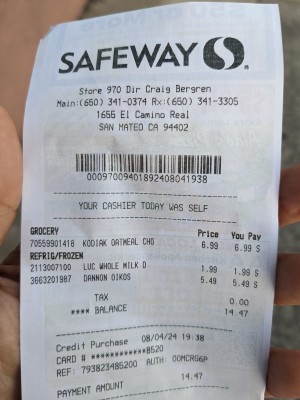 SAFEWAY
Store 970 Dir Craig Bergren
Main:(650) 341-0374 Rx:(650) 341-3305
1655 El Camino Real
SAN MATEO CA 94402
00097009401892408041938
YOUR CASHIER TODAY WAS SELF
Price You Pay
GROCERY
70559901418 KODIAK OATMEAL CHO 6.99 6.99 S
REFRIG/FROZEN
2113007100 LUC WHOLE MILK D 1.99 1.99 S
3663201987 DANNON OIKOS 5.49 5.49 S
TAX 0.00
**** BALANCE 14.47
Credit Purchase 08/04/24 19:38
CARD # ************8520
REF: 793823485200 AUTH: 00MCRG6P
14.47
PAYMENT AMOUNT